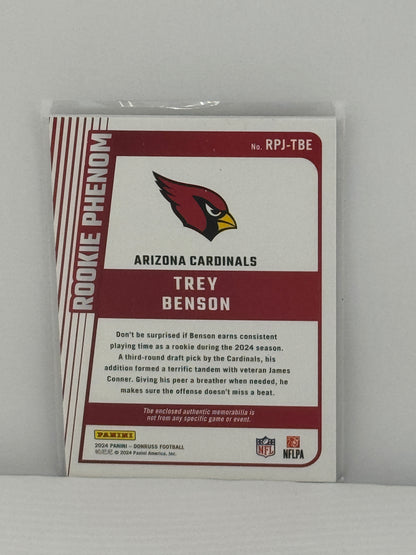 No. RPJ-TBE
ROOKIE PHENOM
ARIZONA CARDINALS
TREY
BENSON
Don't be surprised if Benson earns consistent
playing time as a rookie during the 2024 season.
A third-round draft pick by the Cardinals, his
addition formed a terrific tandem with veteran James
Conner. Giving his peer a breather when needed, he
makes sure the offense doesn't miss a beat.
The enclosed authentic memorabilia is
not from any specific game or event.
PANINI
2024 PANINI – DONRUSS FOOTBALL
© 2024 Panini America, Inc.
NFL
NFLPA